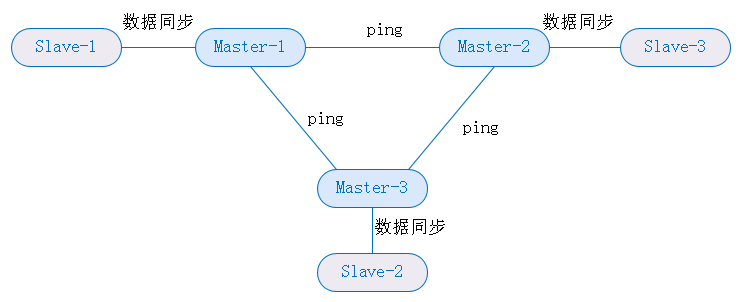 数据同步
ping
数据同步
Slave-1
Master-1
Master-2
Slave-3
ping
ping
Master-3
数据同步
Slave-2